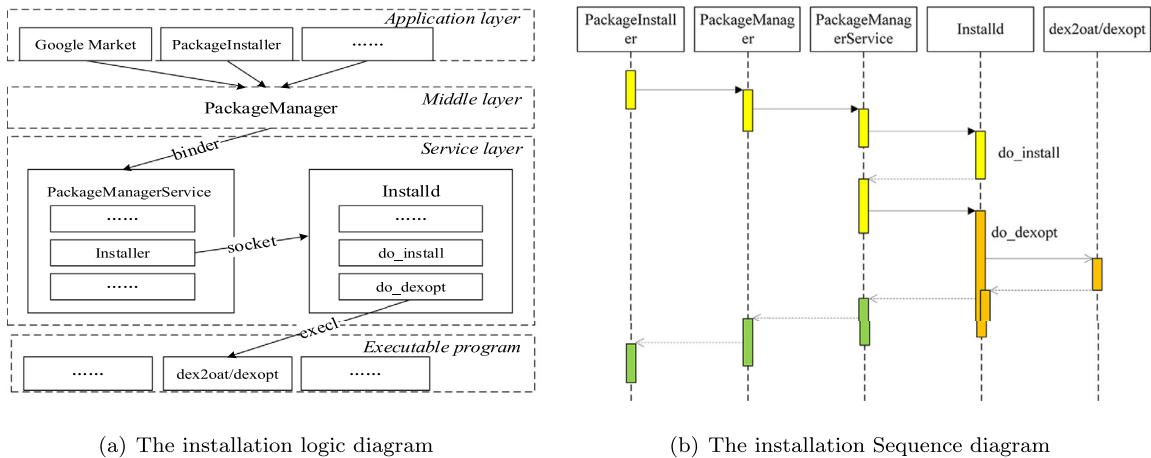 Application layer
Google Market
PackageInstaller
······
PackageManager
Middle layer
binder
Service layer
PackageManagerService
······
Installer
······
socket
Installd
······
do_install
do_dexopt
execl
Executable program
······
dex2oat/dexopt
······
(a) The installation logic diagram
PackageInstall
er
PackageManag
er
PackageManag
erService
Installd
dex2oat/dexopt
do_install
do_dexopt
(b) The installation Sequence diagram